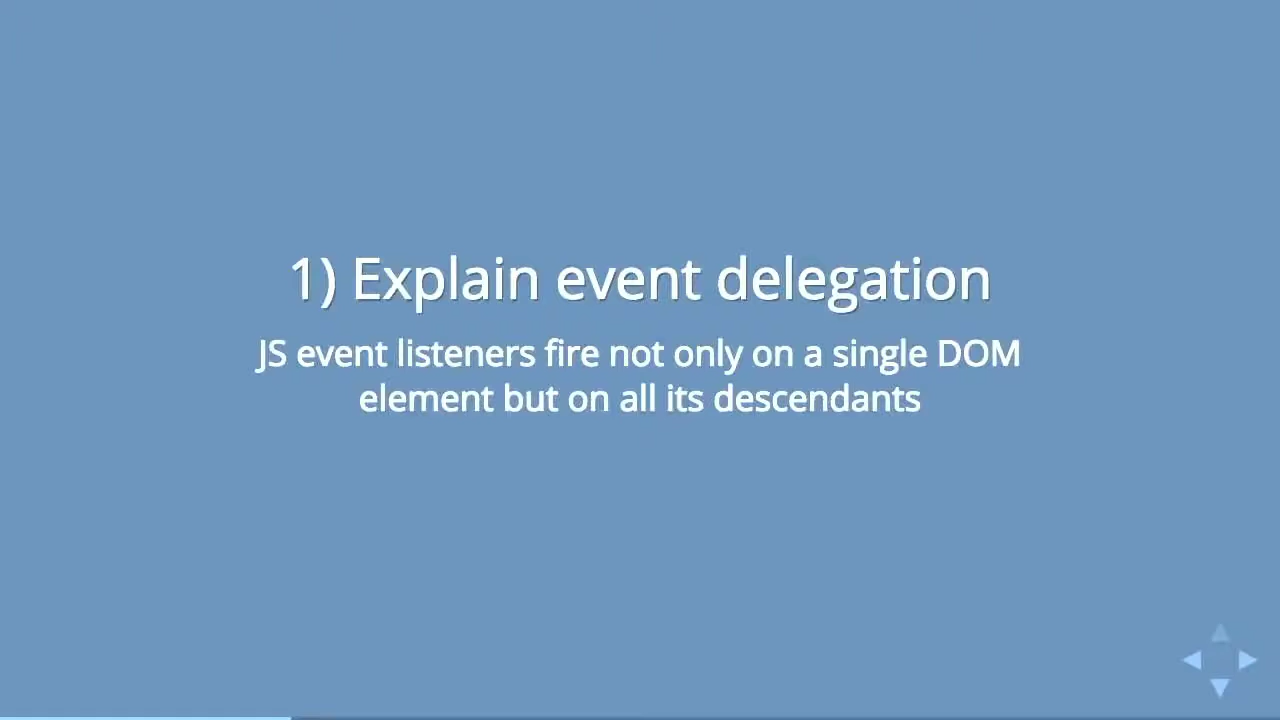 1) Explain event delegation
JS event listeners fire not only on a single DOM
element but on all its descendants